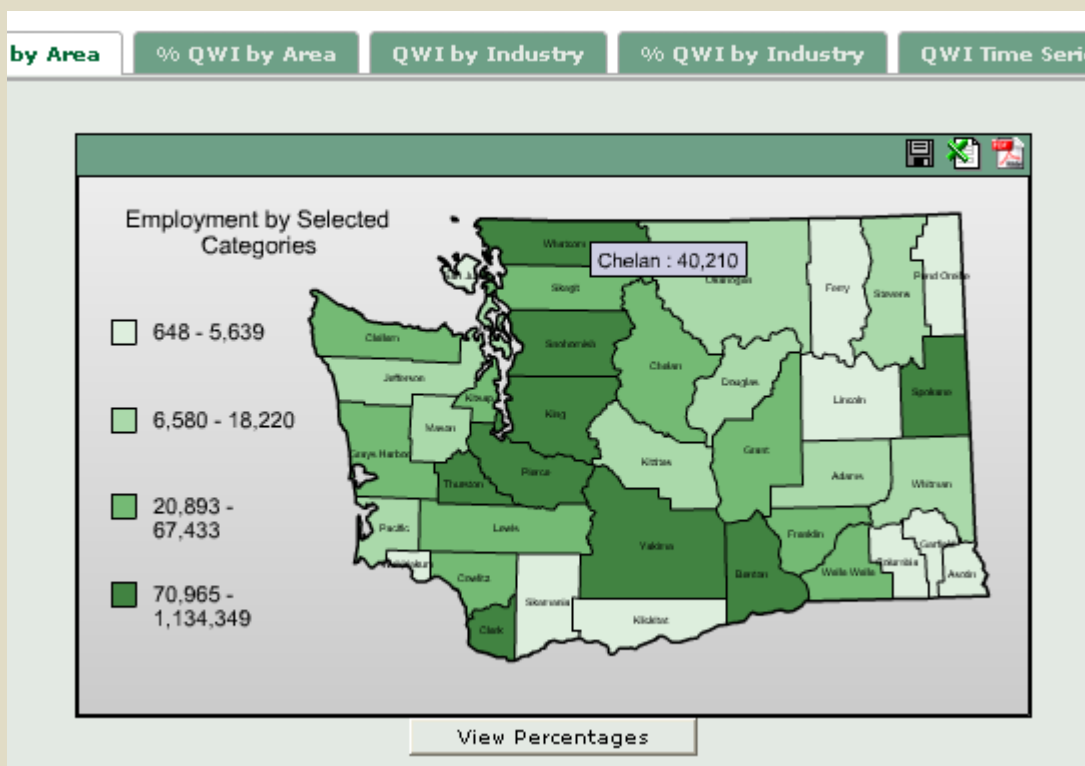 by Area
% QWI by Area
QWI by Industry
% QWI by Industry
QWI Time Seri
Employment by Selected
Categories
648 - 5,639
6,580 - 18,220
20,893 -
67,433
70,965 -
1,134,349
Whatcom
Chelan : 40,210
Okanogan
Ferry
Stevens
Pend Oreille
Skagit
Clallam
Snohomish
Chelan
Jefferson
Douglas
Lincoln
Spokane
Kitsap
King
Mason
Grays Harbor
Kittitas
Grant
Pierce
Thurston
Adams
Whitman
Pacific
Lewis
Yakima
Franklin
Garfield
Columbia
Cowlitz
Benton
Walla Walla
Asotin
Skamania
Klickitat
Clark
View Percentages